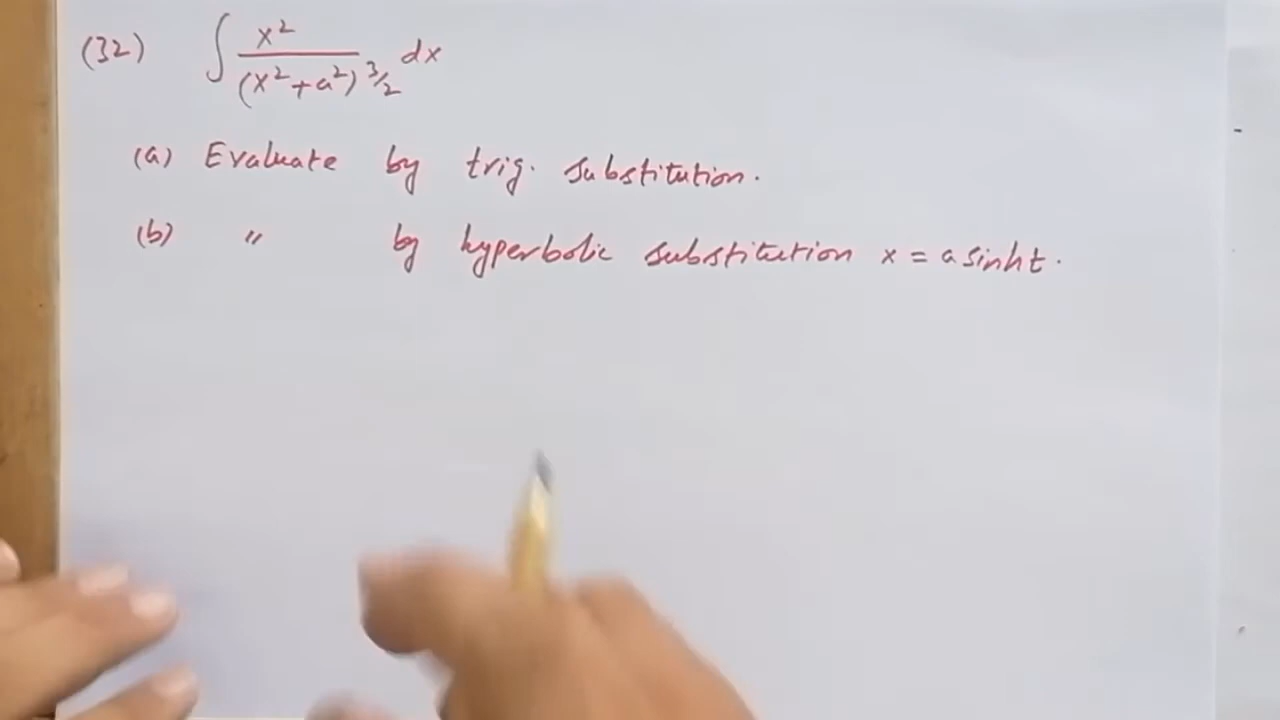 (32) ∫ x² / (x² + a²)^3/2 dx
(a) Evaluate by trig. substitution.
(b) " by hyperbolic substitution x = a sinh t.